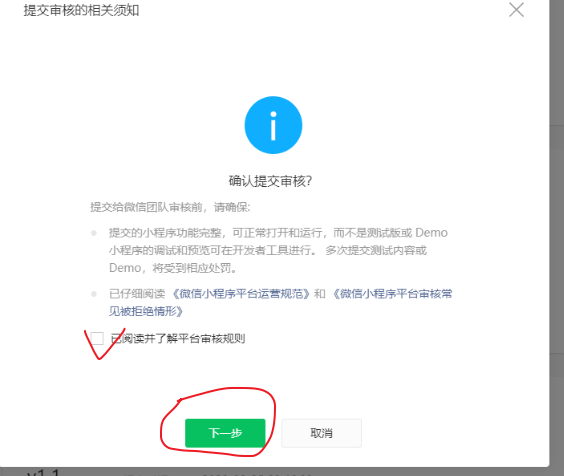 提交审核的相关须知
确认提交审核?
提交给微信团队审核前，请确保:
提交的小程序功能完整，可正常打开和运行，而不是测试版或 Demo
小程序的调试和预览可在开发者工具进行。 多次提交测试内容或
Demo，将受到相应处罚。
已仔细阅读 《微信小程序平台运营规范》和 《微信小程序平台审核常
见被拒绝情形》
已阅读并了解平台审核规则
下一步 取消
v1.1